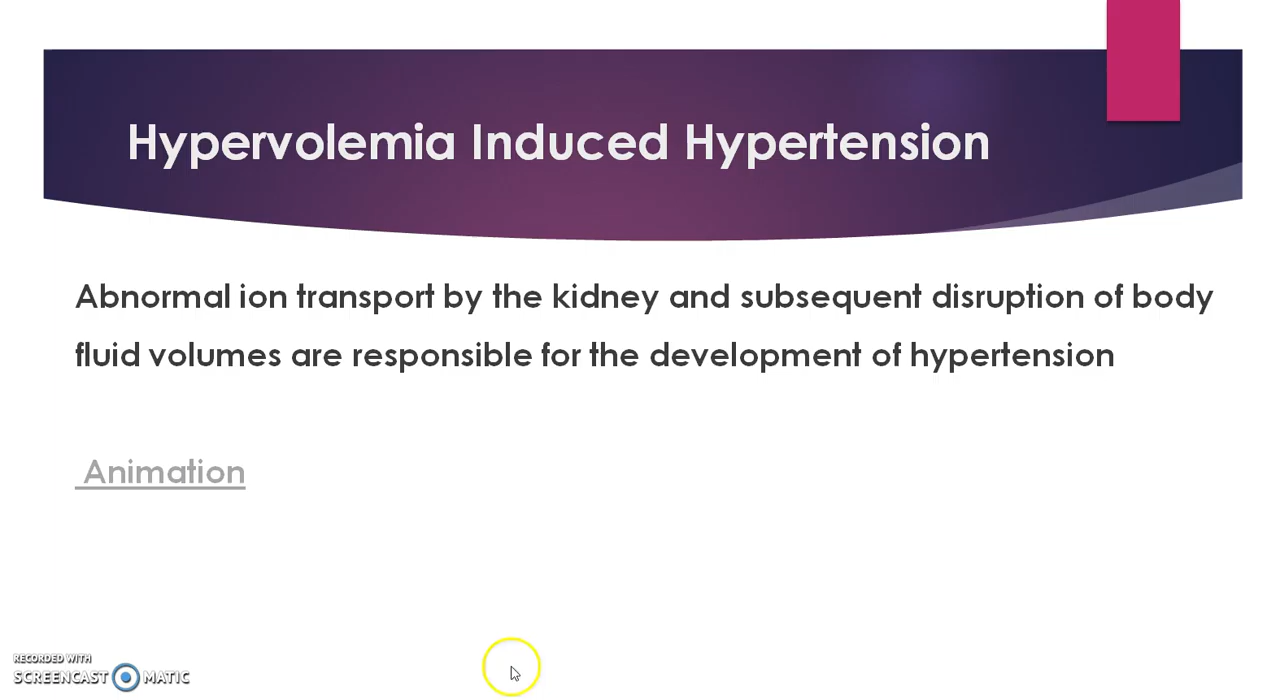 Hypervolemia Induced Hypertension
Abnormal ion transport by the kidney and subsequent disruption of body
fluid volumes are responsible for the development of hypertension
Animation
RECORDED WITH
SCREENCAST MATIC